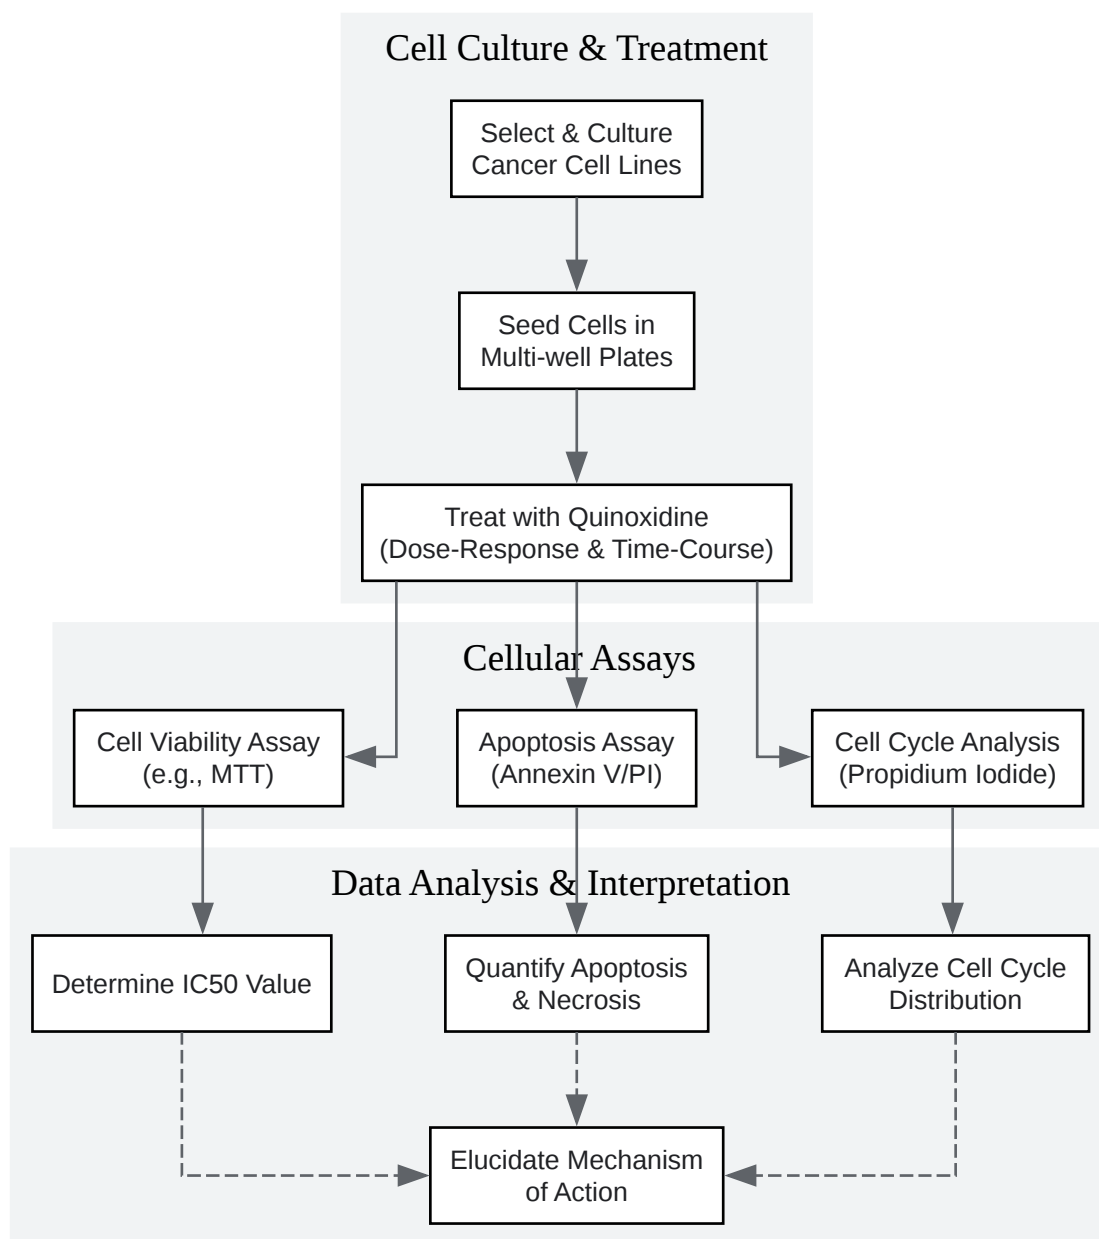 Cell Culture & Treatment
Select & Culture
Cancer Cell Lines
Seed Cells in
Multi-well Plates
Treat with Quinoxidine
(Dose-Response & Time-Course)
Cellular Assays
Cell Viability Assay
(e.g., MTT)
Apoptosis Assay
(Annexin V/PI)
Cell Cycle Analysis
(Propidium Iodide)
Data Analysis & Interpretation
Determine IC50 Value
Quantify Apoptosis
& Necrosis
Analyze Cell Cycle
Distribution
Elucidate Mechanism
of Action